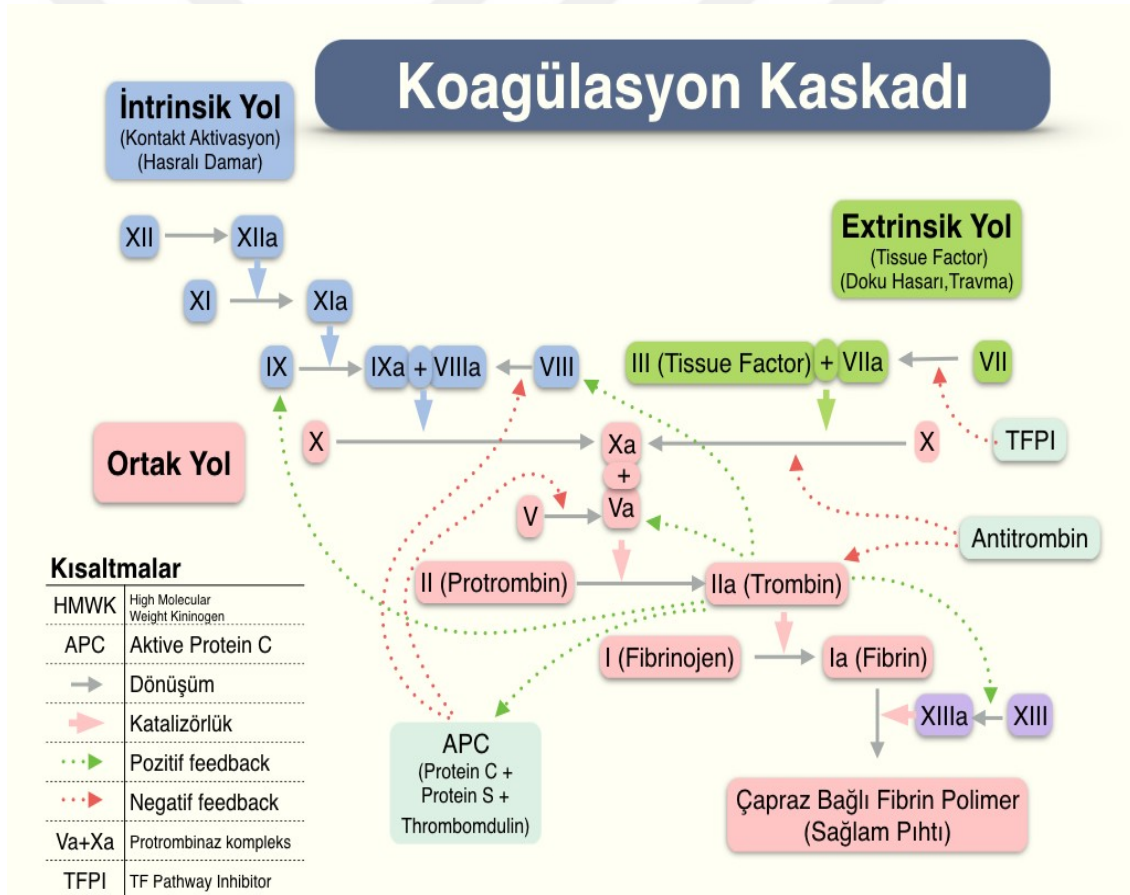 Koagülasyon Kaskadı
İntrinsik Yol
(Kontakt Aktivasyon)
(Hasralı Damar)
Extrinsik Yol
(Tissue Factor)
(Doku Hasarı,Travma)
XII
XIIa
XI
XIa
IX
IXa + VIIIa
VIII
III (Tissue Factor) + VIIa
VII
Ortak Yol
X
Xa
X
TFPI
+
V
Va
Antitrombin
II (Protrombin)
IIa (Trombin)
I (Fibrinojen)
Ia (Fibrin)
XIIIa
XIII
APC
(Protein C +
Protein S +
Thrombomdulin)
Çapraz Bağlı Fibrin Polimer
(Sağlam Pıhtı)
Kısaltmalar
HMWK High Molecular
Weight Kininogen
APC Aktive Protein C
Dönüşüm
Katalizörlük
Pozitif feedback
Negatif feedback
Va+Xa Protrombinaz kompleks
TFPI TF Pathway Inhibitor